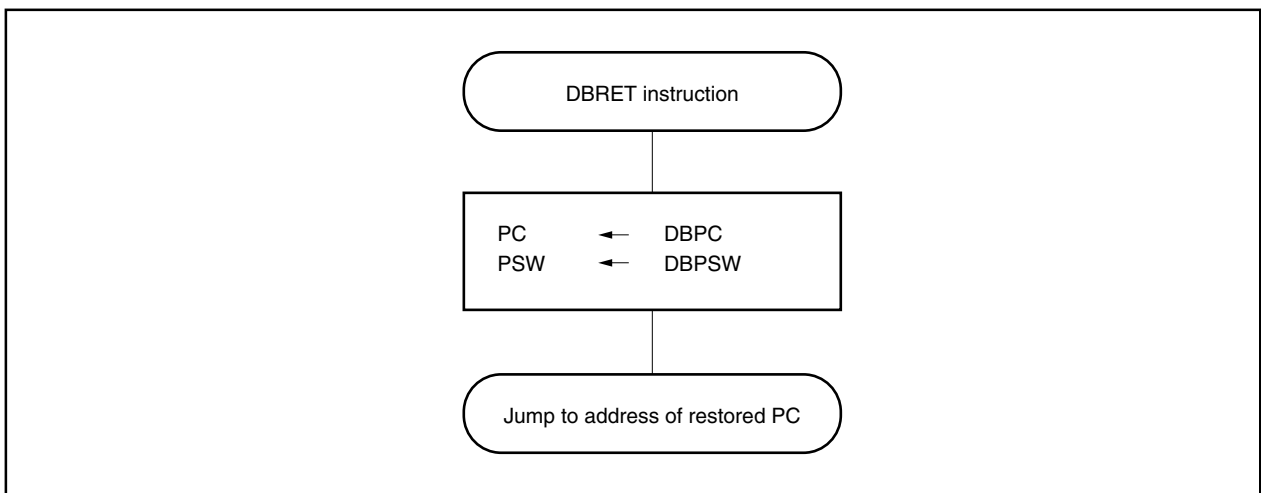 DBRET instruction
PC ← DBPC
PSW ← DBPSW
Jump to address of restored PC